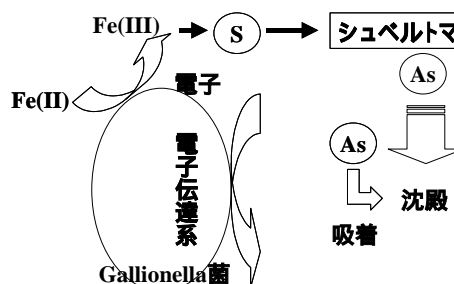 Fe(III)
S
シュベルトマ
As
Fe(II)
電子
電子伝達系
As
沈殿
吸着
Gallionella菌